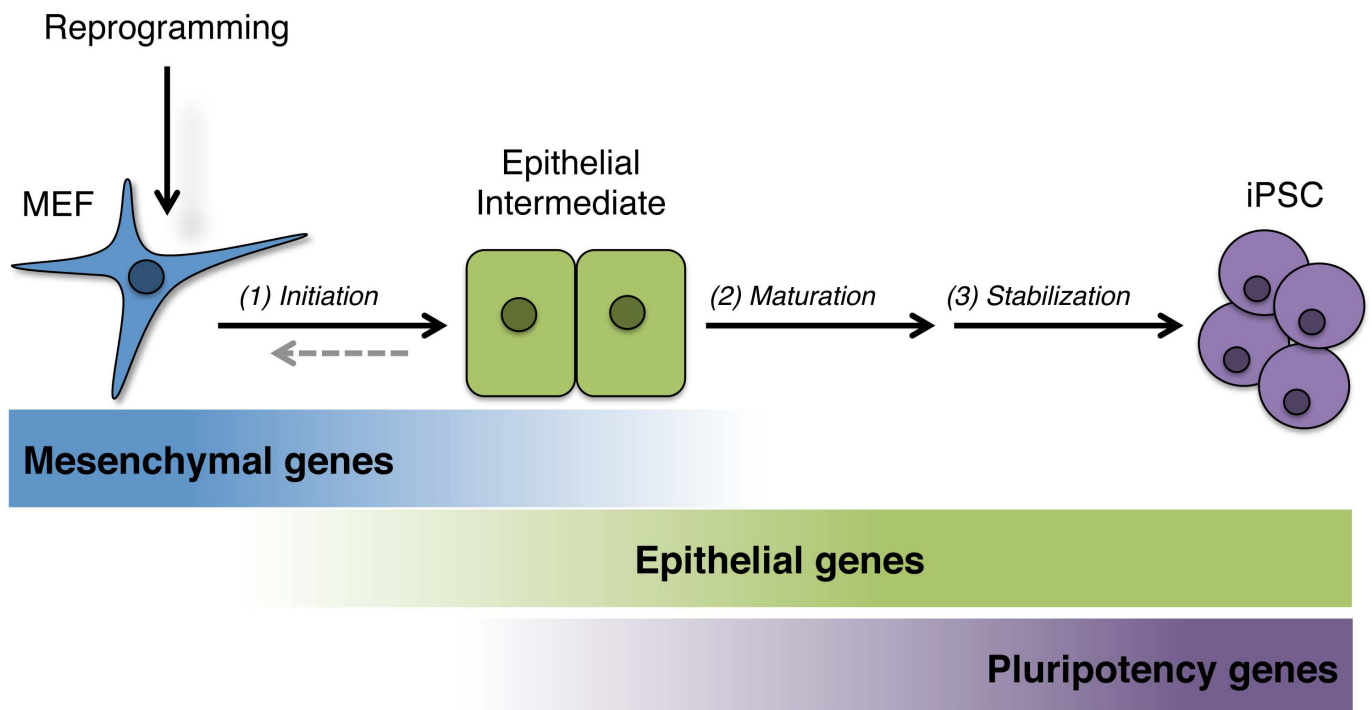 Reprogramming
MEF
Epithelial
Intermediate
iPSC
(1) Initiation
(2) Maturation
(3) Stabilization
Mesenchymal genes
Epithelial genes
Pluripotency genes